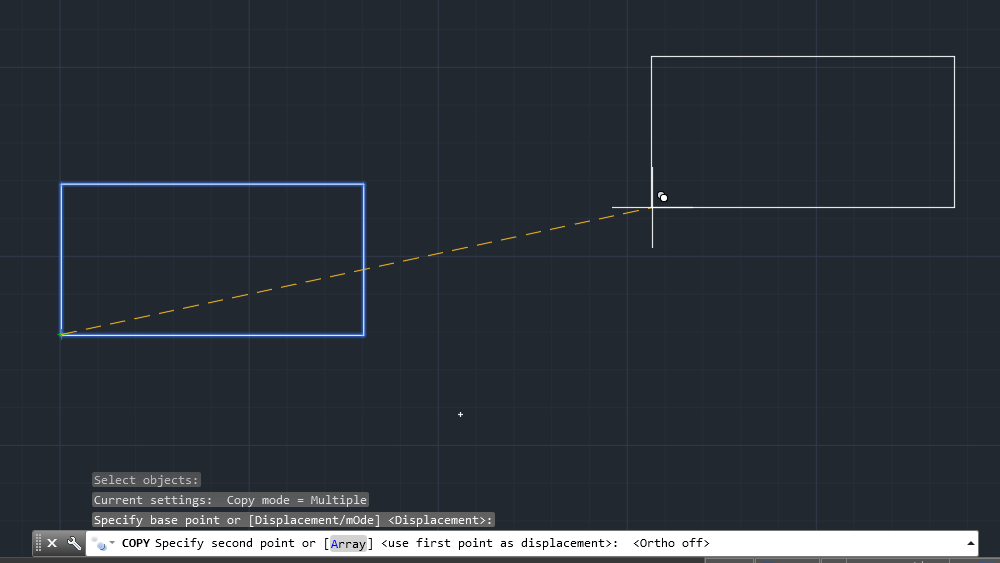 Select objects:
Current settings:  Copy mode = Multiple
Specify base point or [Displacement/mOde] <Displacement>:
COPY Specify second point or [Array] <use first point as displacement>:  <Ortho off>